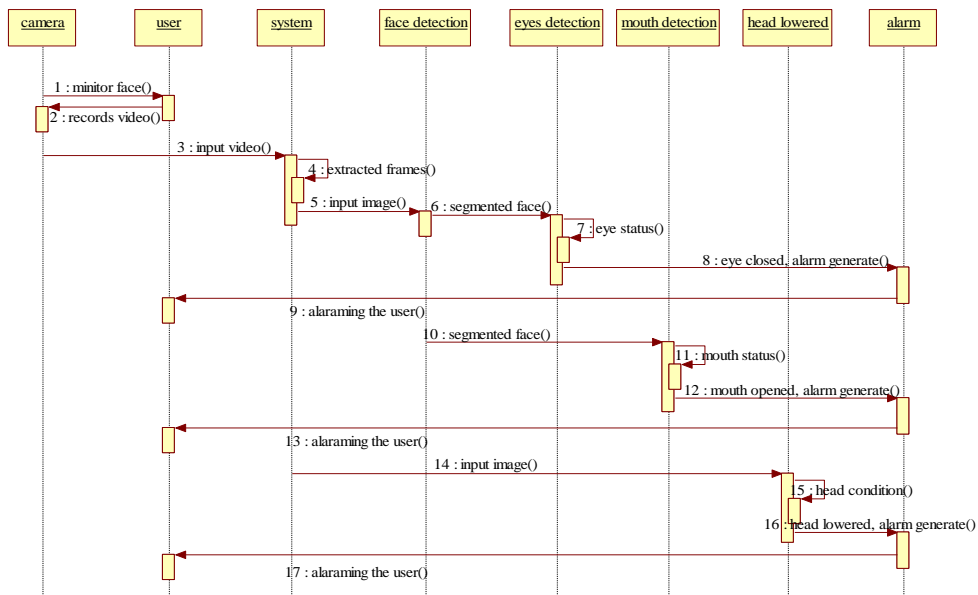 camera
user
system
face detection
eyes detection
mouth detection
head lowered
alarm
1 : minitor face()
2 : records video()
3 : input video()
4 : extracted frames()
5 : input image()
6 : segmented face()
7 : eye status()
8 : eye closed, alarm generate()
9 : alaraming the user()
10 : segmented face()
11 : mouth status()
12 : mouth opened, alarm generate()
13 : alaraming the user()
14 : input image()
15 : head condition()
16 : head lowered, alarm generate()
17 : alaraming the user()